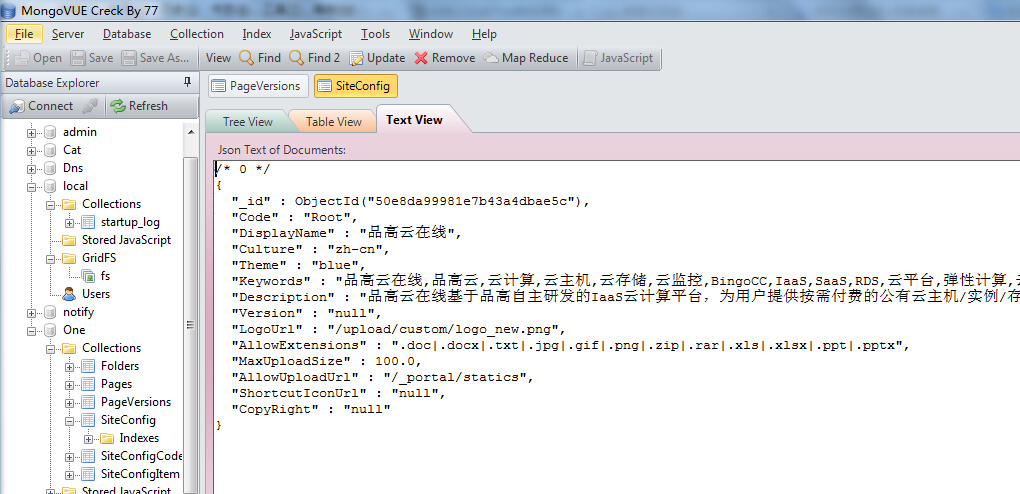 MongoVUE Creck By 77
File Server Database Collection Index JavaScript Tools Window Help
Open Save Save As... View Find Find 2 Update Remove Map Reduce JavaScript
Database Explorer
Connect Refresh
admin
Cat
Dns
local
Collections
startup_log
Stored JavaScript
GridFS
fs
Users
notify
One
Collections
Folders
Pages
PageVersions
SiteConfig
Indexes
SiteConfigCode
SiteConfigItem
Stored JavaScript
PageVersions SiteConfig
Tree View Table View Text View
Json Text of Documents:
/* 0 */
{
"_id" : ObjectId("50e8da99981e7b43a4dbae5c"),
"Code" : "Root",
"DisplayName" : "品高云在线",
"Culture" : "zh-cn",
"Theme" : "blue",
"Keywords" : "品高云在线,品高云,云计算,云主机,云存储,云监控,BingoCC,IaaS,SaaS,RDS,云平台,弹性计算,
"Description" : "品高云在线基于品高自主研发的IaaS云计算平台，为用户提供按需付费的公有云主机/实例/存
"Version" : "null",
"LogoUrl" : "/upload/custom/logo_new.png",
"AllowExtensions" : ".doc|.docx|.txt|.jpg|.gif|.png|.zip|.rar|.xls|.xlsx|.ppt|.pptx",
"MaxUploadSize" : 100.0,
"AllowUploadUrl" : "/_portal/statics",
"ShortcutIconUrl" : "null",
"CopyRight" : "null"
}